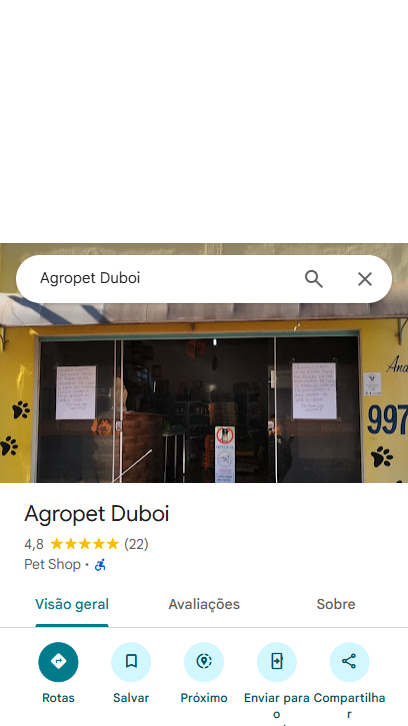 Agropet Duboi
997
Agropet Duboi
4,8 (22)
Pet Shop •
Visão geral Avaliações Sobre
Rotas Salvar Próximo Enviar para o Compartilhar